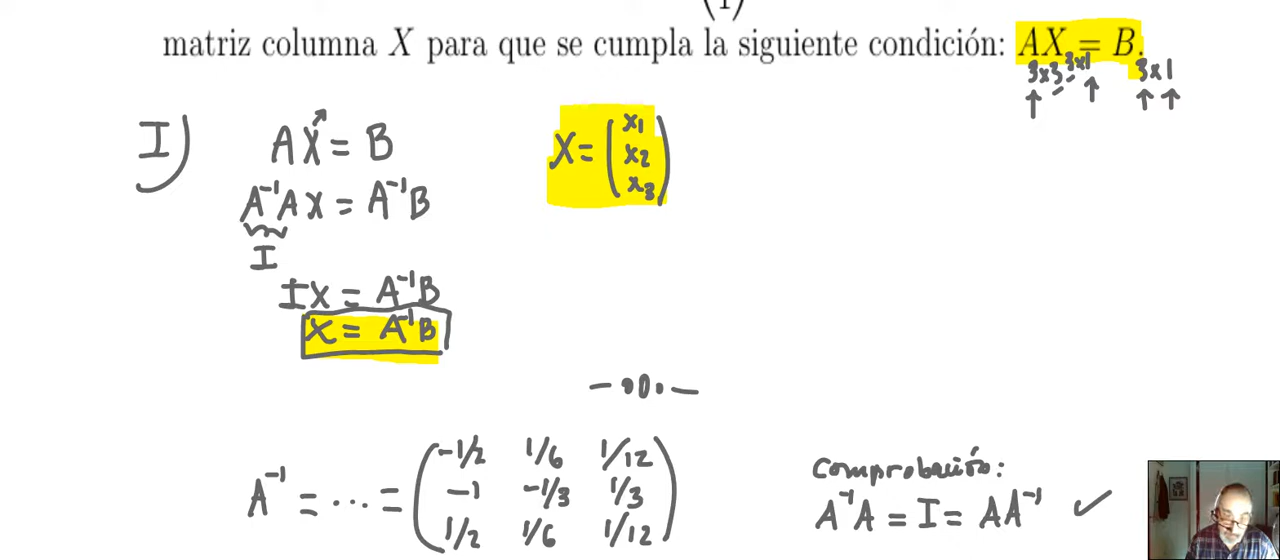 (1)
matriz columna X para que se cumpla la siguiente condición: AX = B.
3x3 3x1 3x1
I) AX = B
X = (x1 x2 x3)
A⁻¹AX = A⁻¹B
I
IX = A⁻¹B
X = A⁻¹B
A⁻¹ = ... =
-1/2 1/6 1/12
-1 -1/3 1/3
1/2 1/6 1/12
Comprobación:
A⁻¹A = I = AA⁻¹ ✓